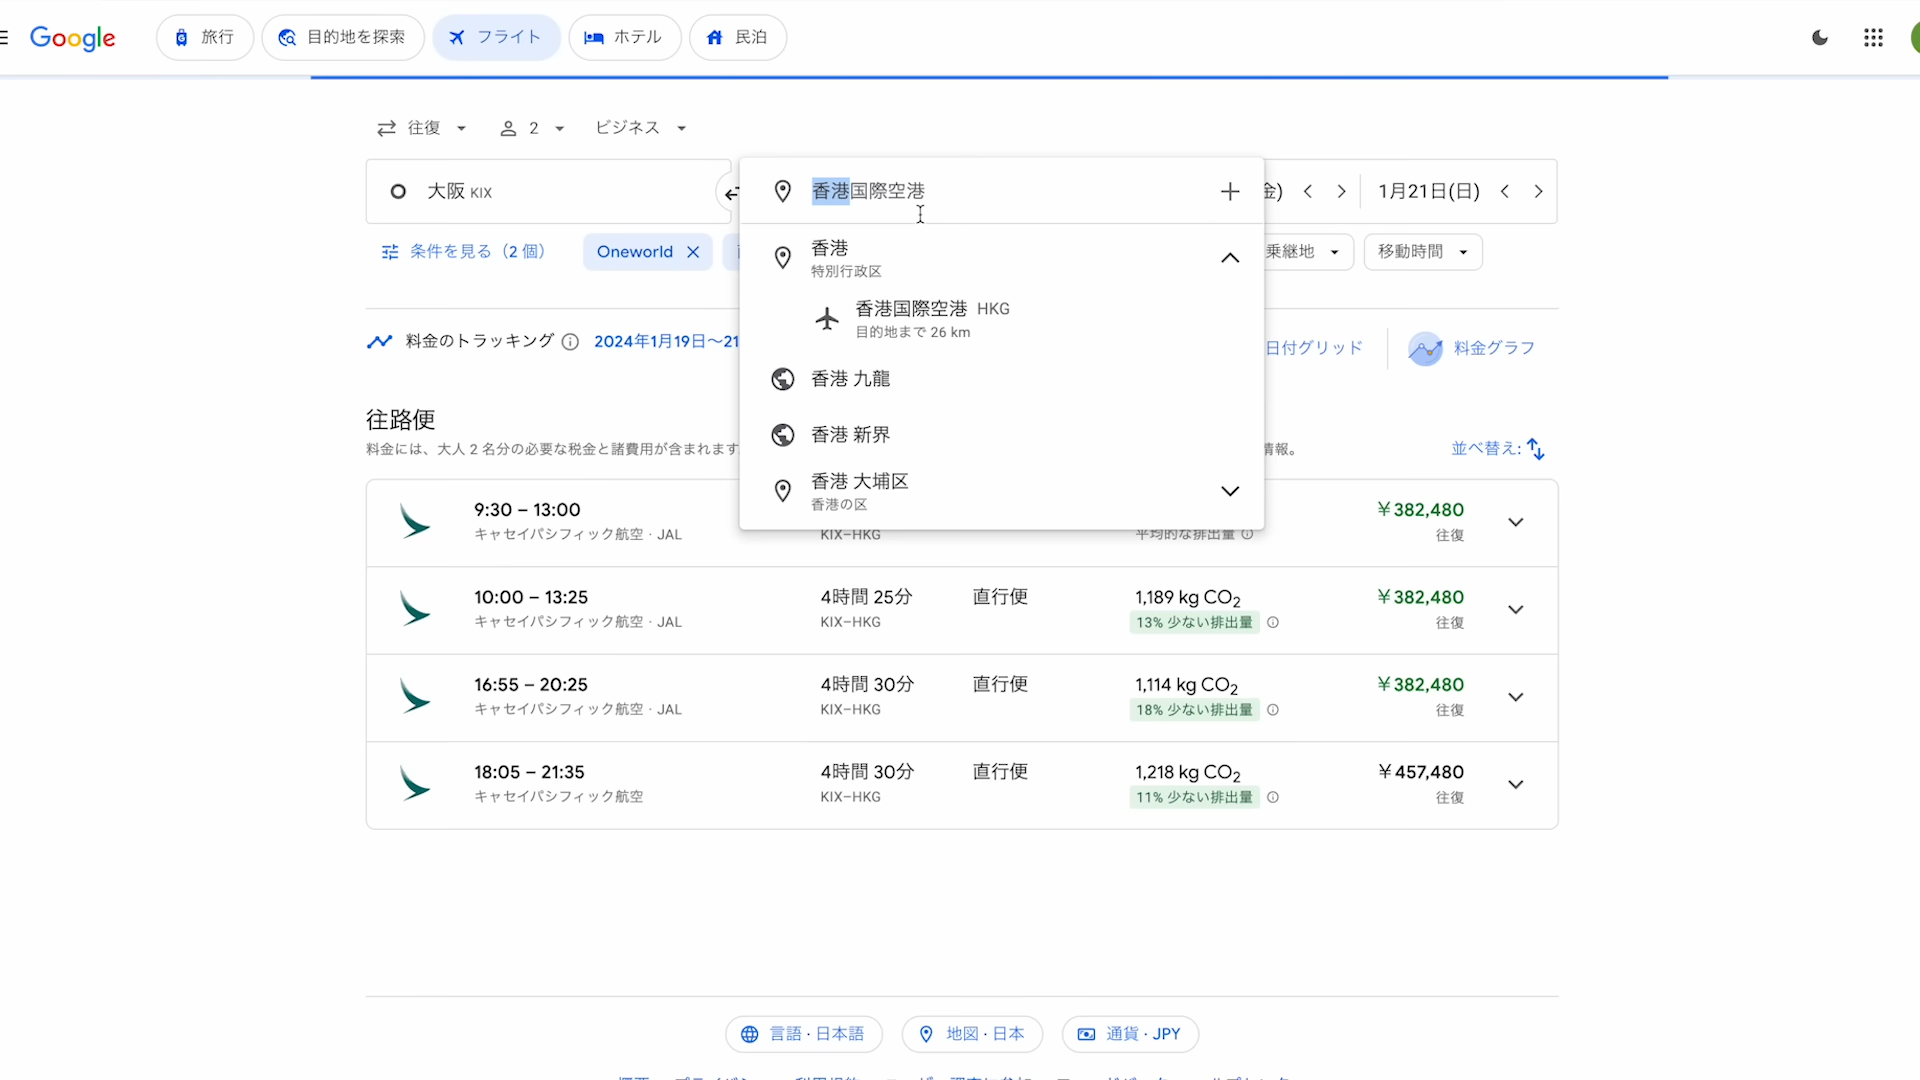 Google 旅行 目的地を探索 フライト ホテル 民泊
往復 2 ビジネス
大阪 KIX 香港国際空港 金) 1月21日(日)
条件を見る（2 個） Oneworld 乗継地 移動時間
香港
特別行政区
香港国際空港 HKG
目的地まで 26 km
香港 九龍
香港 新界
香港 大埔区
香港の区
料金のトラッキング 2024年1月19日～21 日付グリッド 料金グラフ
往路便
料金には、大人 2 名分の必要な税金と諸費用が含まれます 情報。 並べ替え:
9:30 – 13:00 ￥382,480
キャセイパシフィック航空 · JAL KIX–HKG 平均的な排出量 往復
10:00 – 13:25 4時間 25分 直行便 1,189 kg CO2 ￥382,480
キャセイパシフィック航空 · JAL KIX–HKG 13% 少ない排出量 往復
16:55 – 20:25 4時間 30分 直行便 1,114 kg CO2 ￥382,480
キャセイパシフィック航空 · JAL KIX–HKG 18% 少ない排出量 往復
18:05 – 21:35 4時間 30分 直行便 1,218 kg CO2 ￥457,480
キャセイパシフィック航空 KIX–HKG 11% 少ない排出量 往復
言語 · 日本語 地図 · 日本 通貨 · JPY